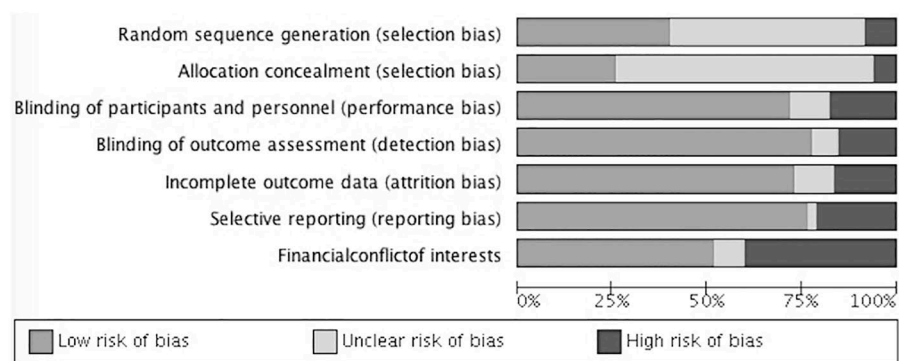 Random sequence generation (selection bias)
Allocation concealment (selection bias)
Blinding of participants and personnel (performance bias)
Blinding of outcome assessment (detection bias)
Incomplete outcome data (attrition bias)
Selective reporting (reporting bias)
Financialconflictof interests
0% 25% 50% 75% 100%
Low risk of bias Unclear risk of bias High risk of bias